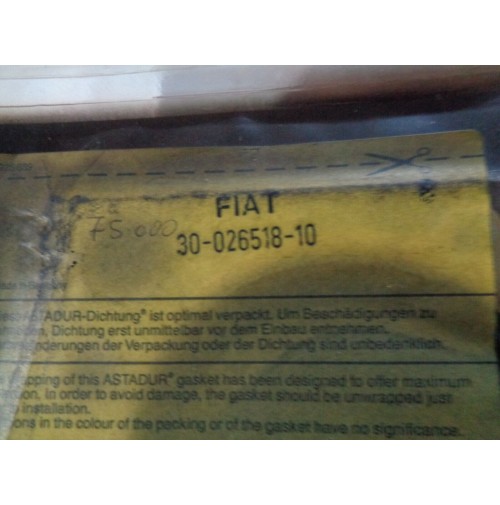 FIAT
75.000
30-026518-10
ASTADUR-Dichtung® ist optimal verpackt. Um Beschädigungen zu
Dichtung erst unmittelbar vor dem Einbau entnehmen.
änderungen der Verpackung oder der Dichtung sind unbedenklich.
of this ASTADUR® gasket has been designed to offer maximum
In order to avoid damage, the gasket should be unwrapped just
installation.
ons in the colour of the packing or of the gasket have no significance.